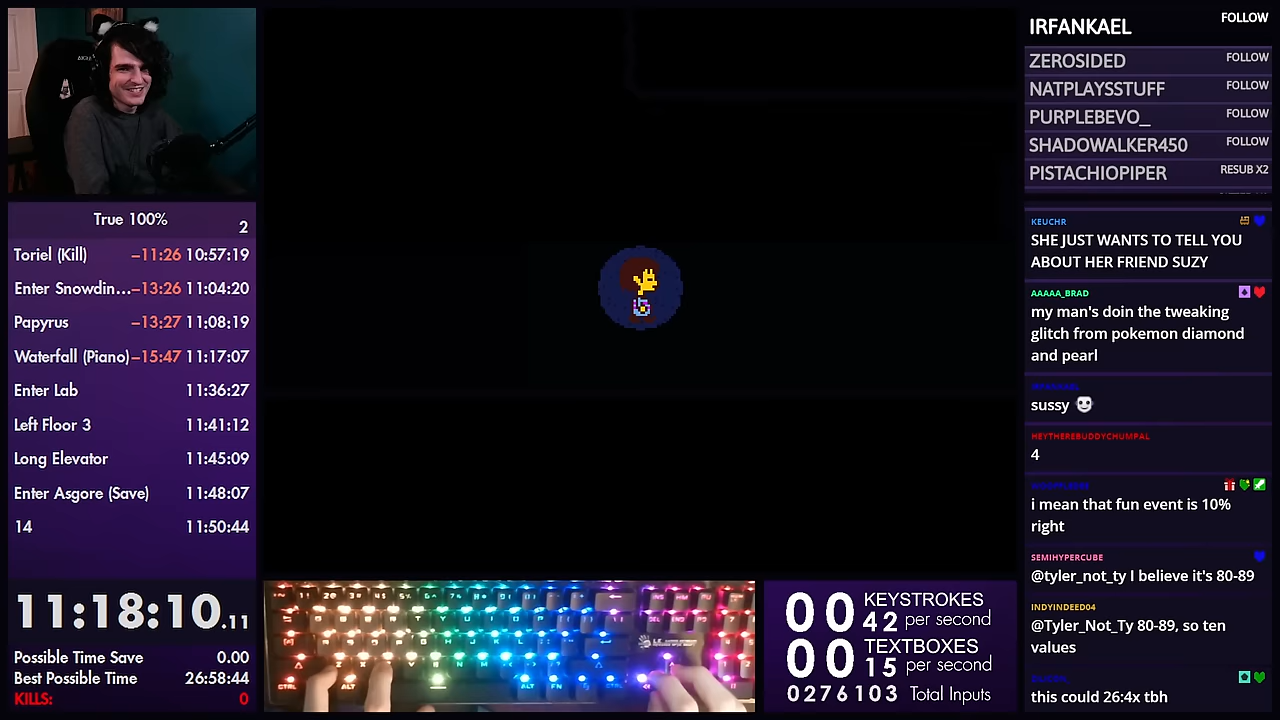 True 100%
2
Toriel (Kill) −11:26 10:57:19
Enter Snowdin... −13:26 11:04:20
Papyrus −13:27 11:08:19
Waterfall (Piano) −15:47 11:17:07
Enter Lab 11:36:27
Left Floor 3 11:41:12
Long Elevator 11:45:09
Enter Asgore (Save) 11:48:07
14 11:50:44
11:18:10.11
Possible Time Save 0.00
Best Possible Time 26:58:44
KILLS: 0
00 KEYSTROKES
42 per second
00 TEXTBOXES
15 per second
0276103 Total Inputs
IRFANKAEL FOLLOW
ZEROSIDED FOLLOW
NATPLAYSSTUFF FOLLOW
PURPLEBEVO_ FOLLOW
SHADOWALKER450 FOLLOW
PISTACHIOPIPER RESUB X2
KEUCHR
SHE JUST WANTS TO TELL YOU
ABOUT HER FRIEND SUZY
AAAAA_BRAD
my man's doin the tweaking
glitch from pokemon diamond
and pearl
sussy
HEYTHEREBUDDYCHUMPAL
4
i mean that fun event is 10%
right
SEMIHYPERCUBE
@tyler_not_ty I believe it's 80-89
INDYINDEED04
@Tyler_Not_Ty 80-89, so ten
values
this could 26:4x tbh